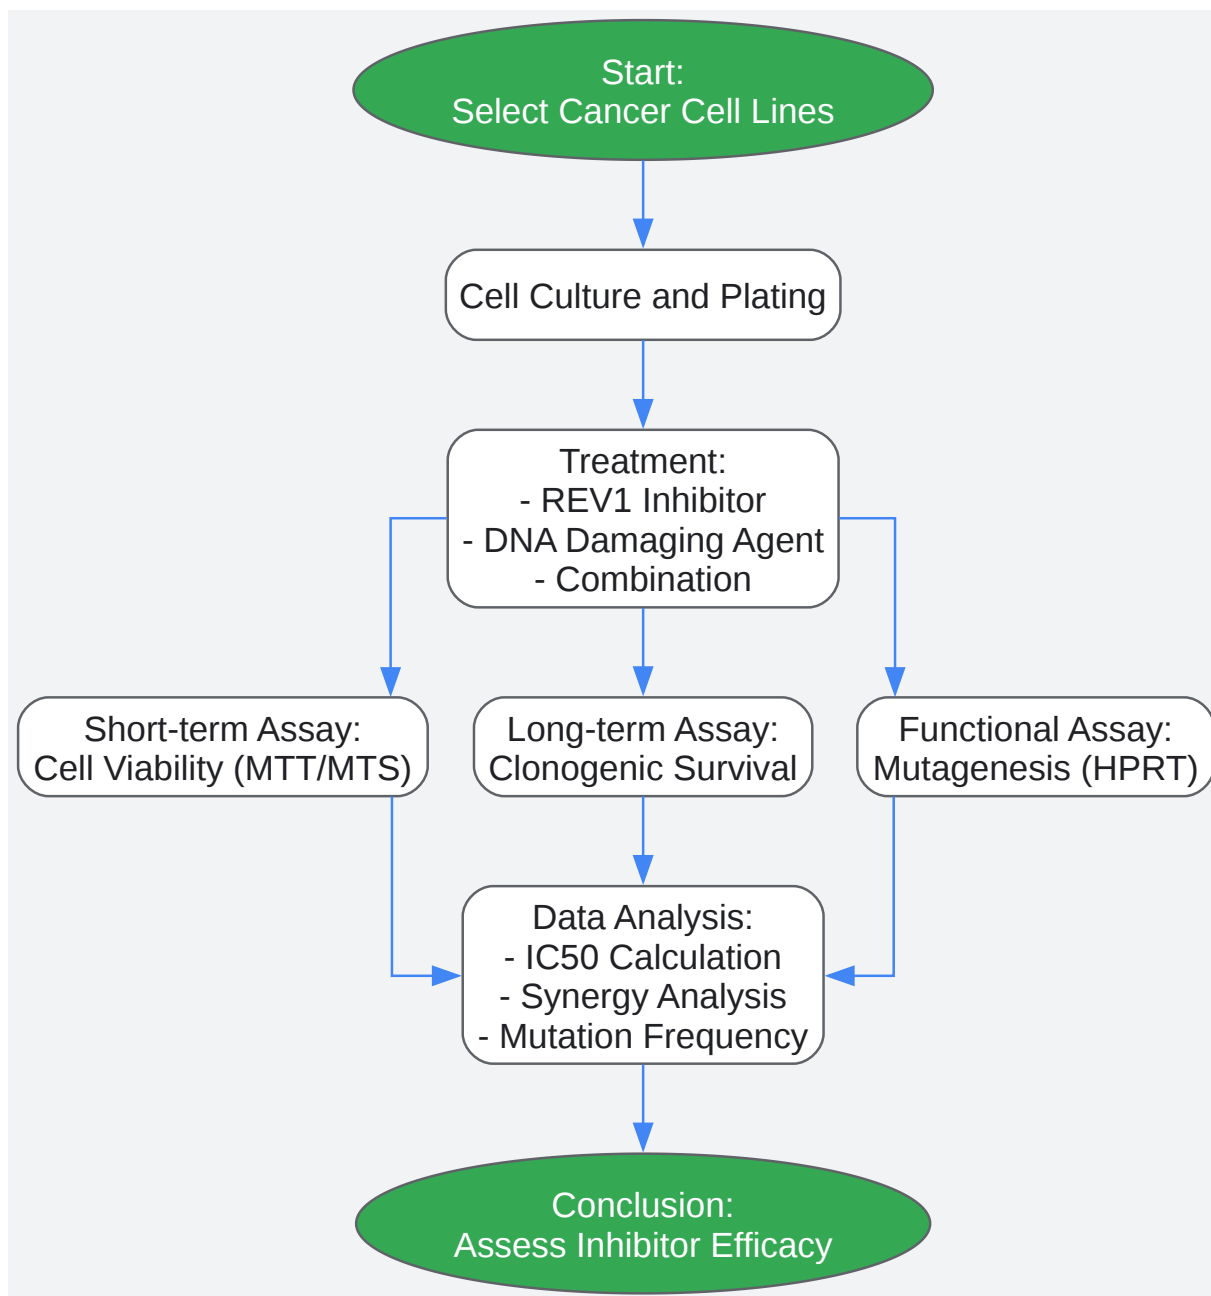 Start:
Select Cancer Cell Lines
Cell Culture and Plating
Treatment:
- REV1 Inhibitor
- DNA Damaging Agent
- Combination
Short-term Assay:
Cell Viability (MTT/MTS)
Long-term Assay:
Clonogenic Survival
Functional Assay:
Mutagenesis (HPRT)
Data Analysis:
- IC50 Calculation
- Synergy Analysis
- Mutation Frequency
Conclusion:
Assess Inhibitor Efficacy